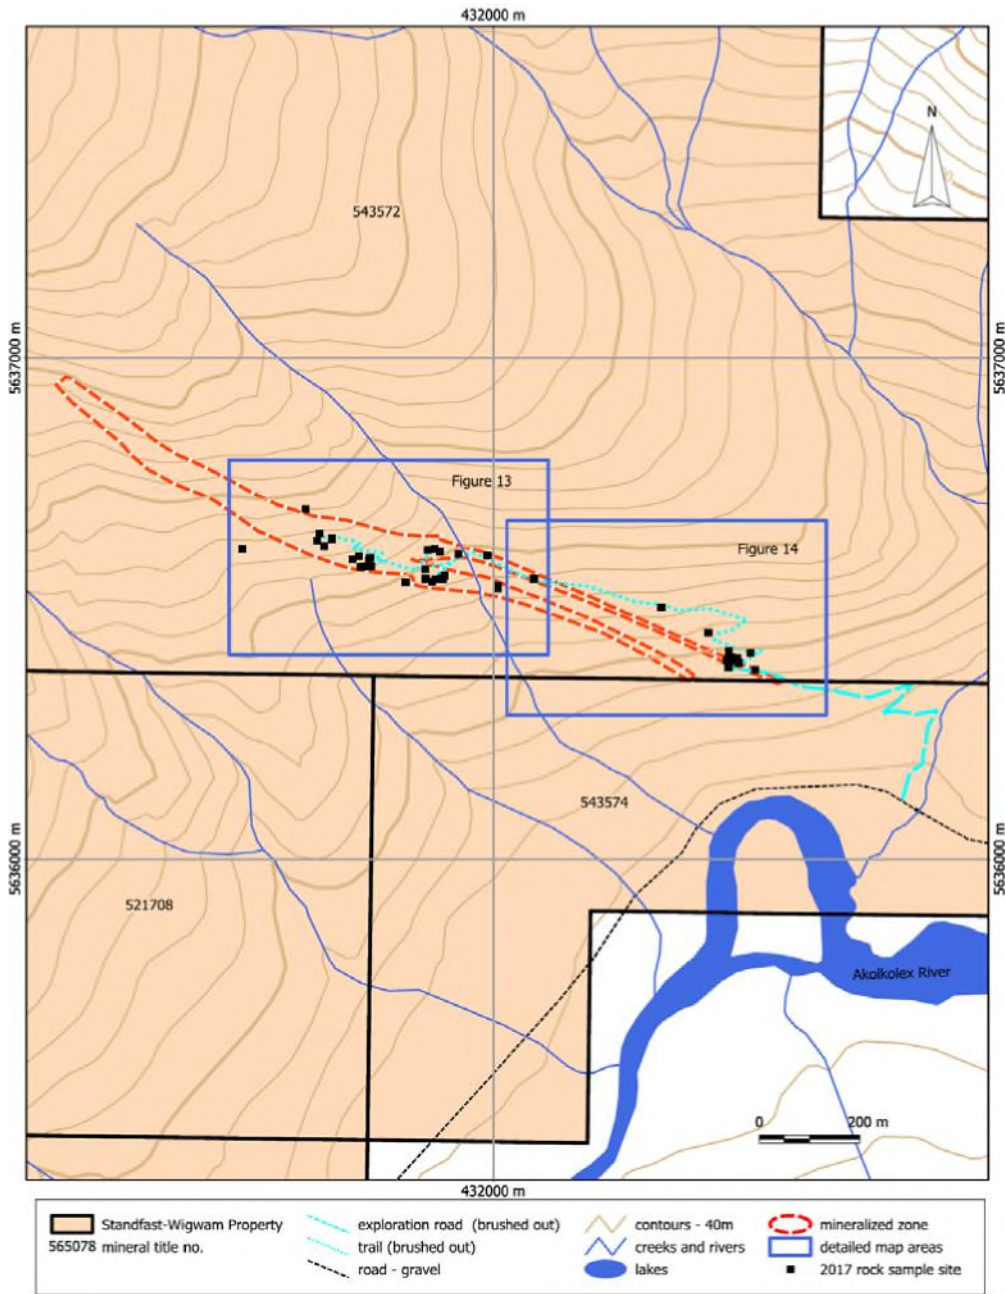 432000 m
N
543572
5637000 m
5637000 m
Figure 13
Figure 14
543574
5636000 m
5636000 m
521708
Akolkolex River
0 200 m
432000 m
Standfast-Wigwam Property
565078 mineral title no.
exploration road (brushed out)
trail (brushed out)
road - gravel
contours - 40m
creeks and rivers
lakes
mineralized zone
detailed map areas
2017 rock sample site